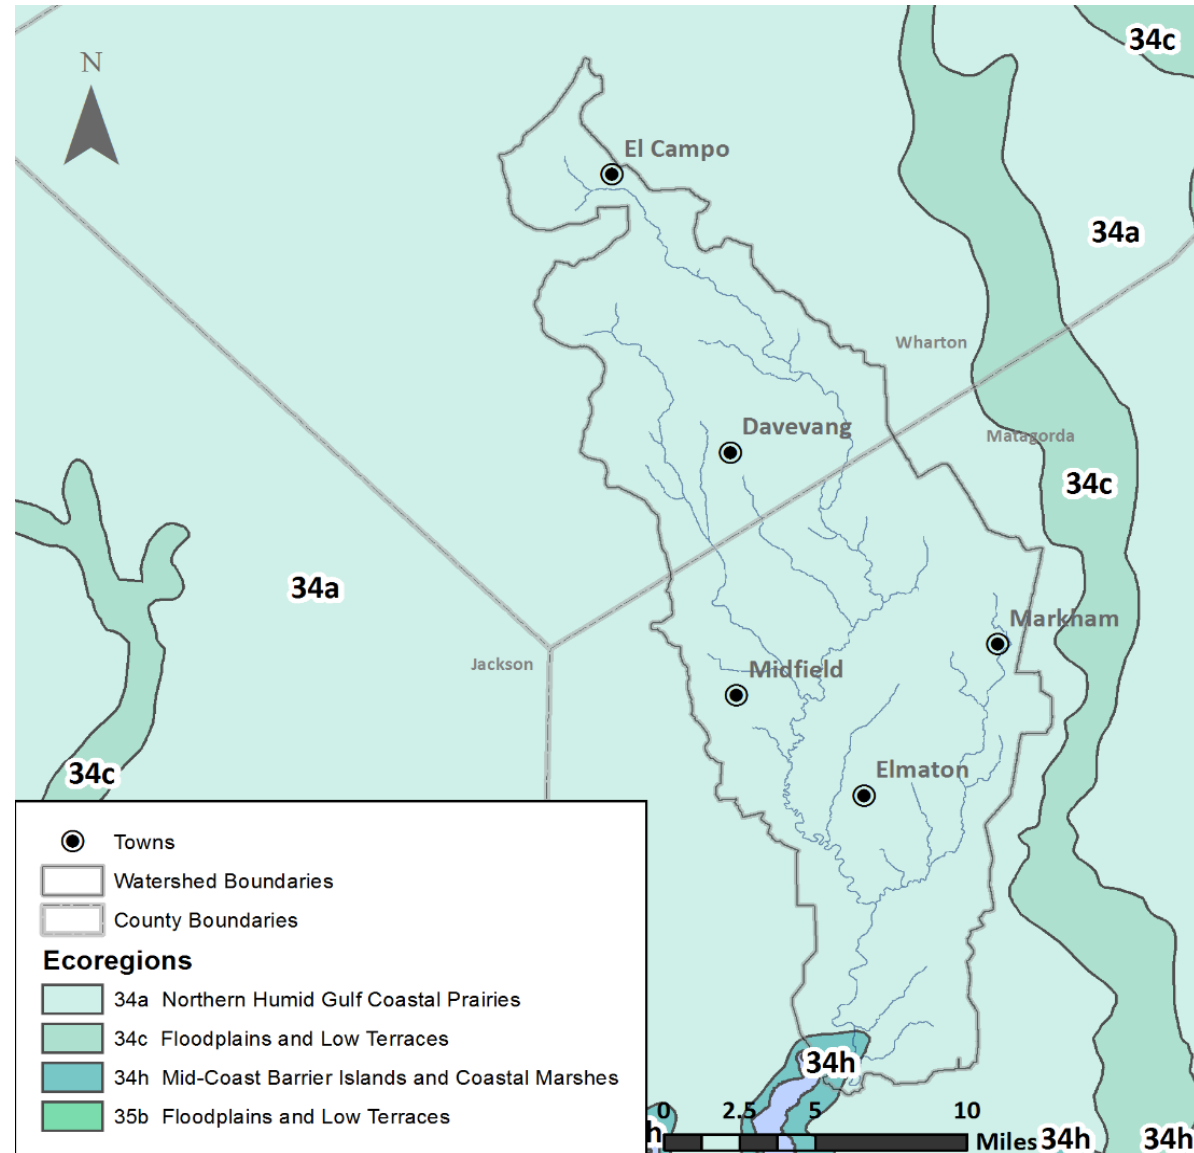 34c
N
El Campo
34a
Wharton
Davevang
Matagorda
34c
34a
Markham
Jackson
Midfield
34c
Elmaton
Towns
Watershed Boundaries
County Boundaries
Ecoregions
34a Northern Humid Gulf Coastal Prairies
34c Floodplains and Low Terraces
34h Mid-Coast Barrier Islands and Coastal Marshes
35b Floodplains and Low Terraces
34h
0 2.5 5 10
Miles
h
34h
34h